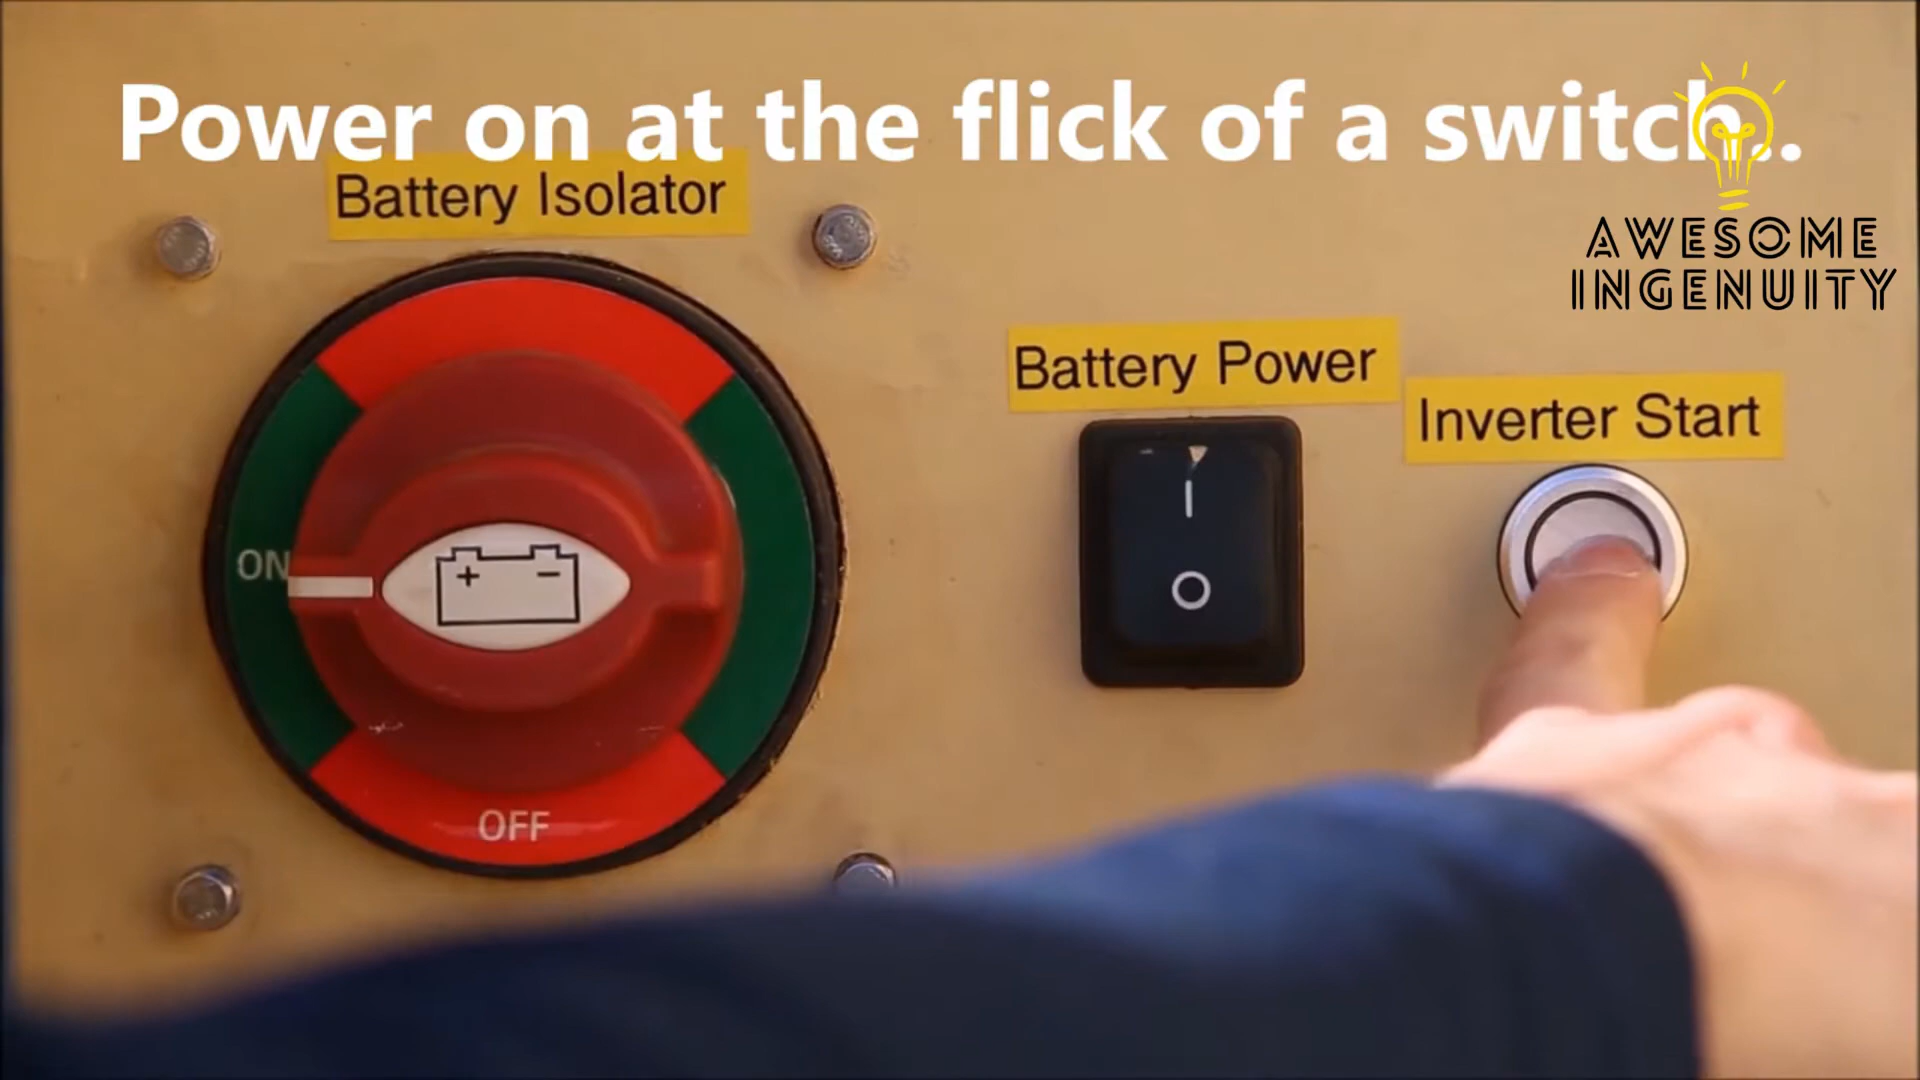 Power on at the flick of a switch..
Battery Isolator
AWESOME
INGENUITY
Battery Power
Inverter Start
ON
+ -
I
O
OFF